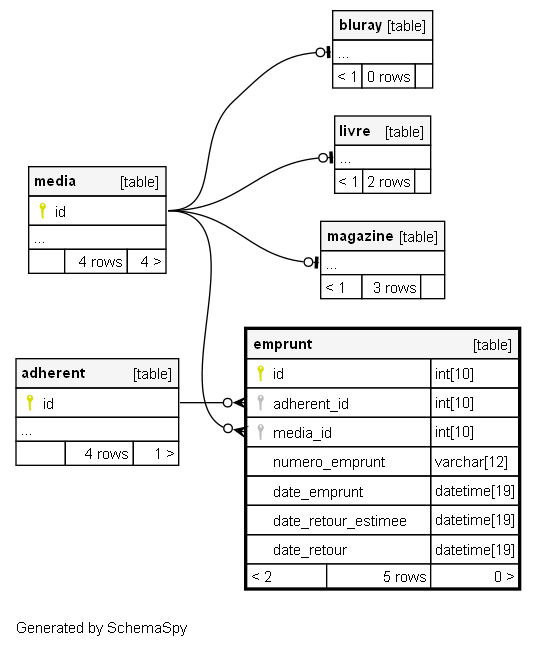 bluray [table]
...
< 1 0 rows
livre [table]
...
< 1 2 rows
media [table]
id
...
4 rows 4 >
magazine [table]
...
< 1 3 rows
emprunt [table]
id int[10]
adherent_id int[10]
media_id int[10]
numero_emprunt varchar[12]
date_emprunt datetime[19]
date_retour_estimee datetime[19]
date_retour datetime[19]
< 2 5 rows 0 >
adherent [table]
id
...
4 rows 1 >
Generated by SchemaSpy